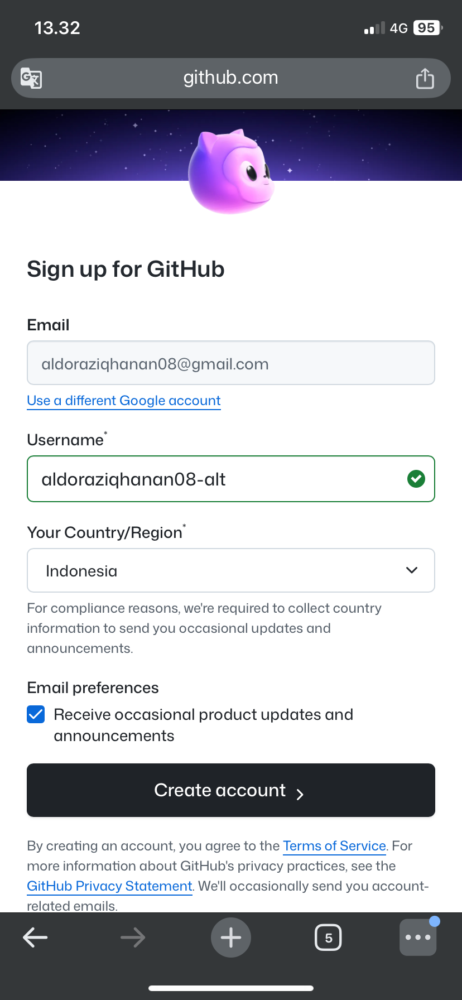 13.32
4G
95
github.com
Sign up for GitHub
Email
aldoraziqhanan08@gmail.com
Use a different Google account
Username*
aldoraziqhanan08-alt
Your Country/Region*
Indonesia
For compliance reasons, we're required to collect country
information to send you occasional updates and
announcements.
Email preferences
Receive occasional product updates and
announcements
Create account
By creating an account, you agree to the Terms of Service. For
more information about GitHub's privacy practices, see the
GitHub Privacy Statement. We'll occasionally send you account-
related emails.
5